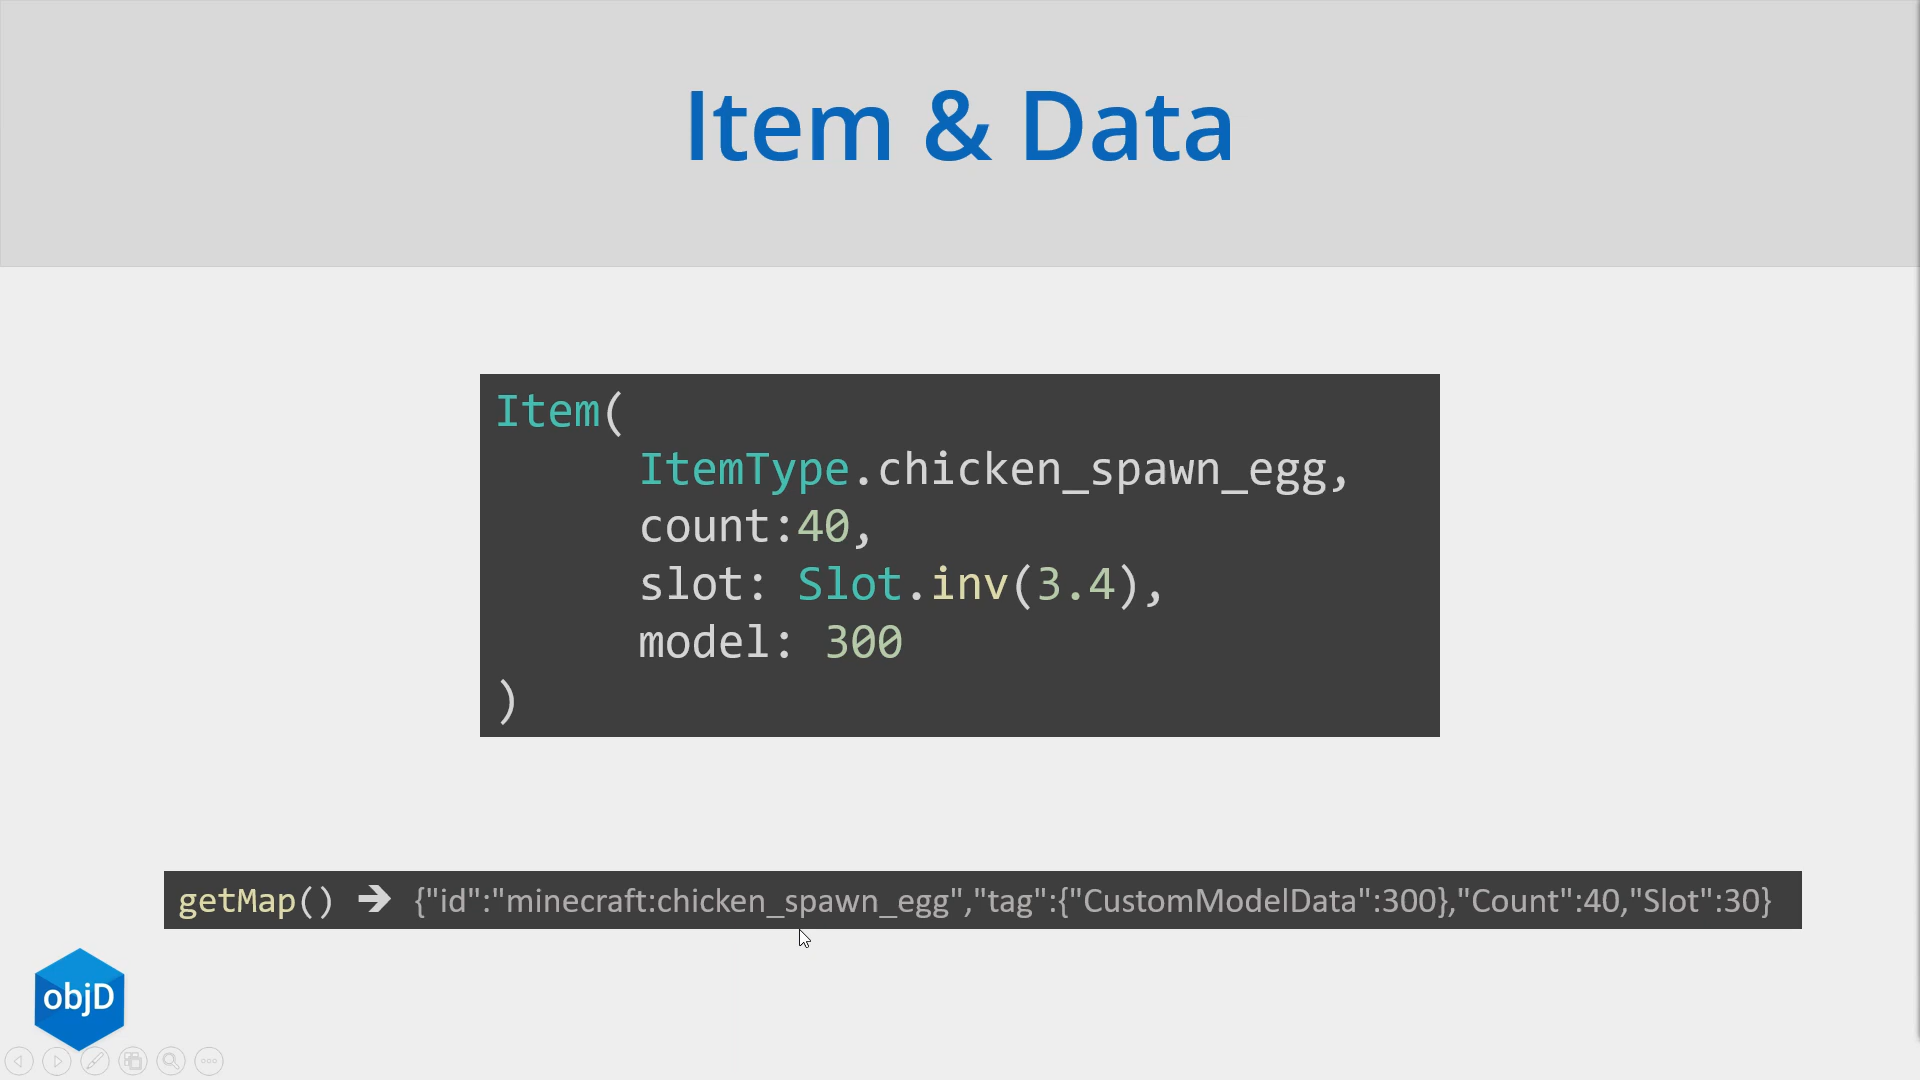 Item & Data
Item(
ItemType.chicken_spawn_egg,
count:40,
slot: Slot.inv(3.4),
model: 300
)
getMap() ➔ {"id":"minecraft:chicken_spawn_egg","tag":{"CustomModelData":300},"Count":40,"Slot":30}
objD